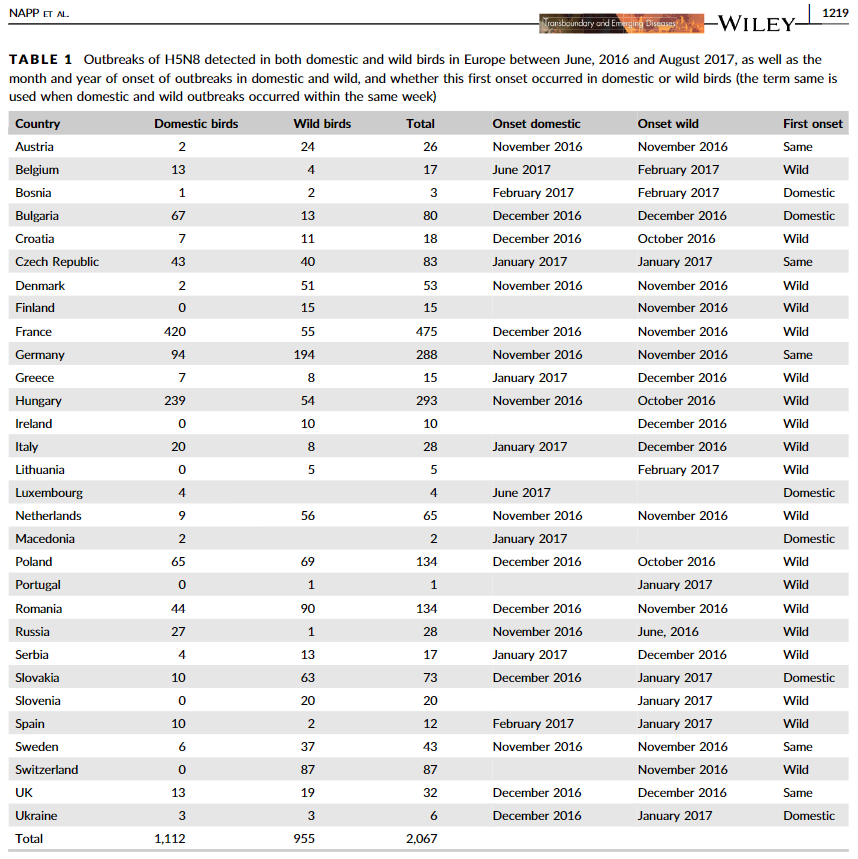 NAPP ET AL. Transboundary and Emerging Diseases WILEY 1219
TABLE 1 Outbreaks of H5N8 detected in both domestic and wild birds in Europe between June, 2016 and August 2017, as well as the
month and year of onset of outbreaks in domestic and wild, and whether this first onset occurred in domestic or wild birds (the term same is
used when domestic and wild outbreaks occurred within the same week)
Country Domestic birds Wild birds Total Onset domestic Onset wild First onset
Austria 2 24 26 November 2016 November 2016 Same
Belgium 13 4 17 June 2017 February 2017 Wild
Bosnia 1 2 3 February 2017 February 2017 Domestic
Bulgaria 67 13 80 December 2016 December 2016 Domestic
Croatia 7 11 18 December 2016 October 2016 Wild
Czech Republic 43 40 83 January 2017 January 2017 Same
Denmark 2 51 53 November 2016 November 2016 Wild
Finland 0 15 15 November 2016 Wild
France 420 55 475 December 2016 November 2016 Wild
Germany 94 194 288 November 2016 November 2016 Same
Greece 7 8 15 January 2017 December 2016 Wild
Hungary 239 54 293 November 2016 October 2016 Wild
Ireland 0 10 10 December 2016 Wild
Italy 20 8 28 January 2017 December 2016 Wild
Lithuania 0 5 5 February 2017 Wild
Luxembourg 4 4 June 2017 Domestic
Netherlands 9 56 65 November 2016 November 2016 Wild
Macedonia 2 2 January 2017 Domestic
Poland 65 69 134 December 2016 October 2016 Wild
Portugal 0 1 1 January 2017 Wild
Romania 44 90 134 December 2016 November 2016 Wild
Russia 27 1 28 November 2016 June, 2016 Wild
Serbia 4 13 17 January 2017 December 2016 Wild
Slovakia 10 63 73 December 2016 January 2017 Domestic
Slovenia 0 20 20 January 2017 Wild
Spain 10 2 12 February 2017 January 2017 Wild
Sweden 6 37 43 November 2016 November 2016 Same
Switzerland 0 87 87 November 2016 Wild
UK 13 19 32 December 2016 December 2016 Same
Ukraine 3 3 6 December 2016 January 2017 Domestic
Total 1,112 955 2,067